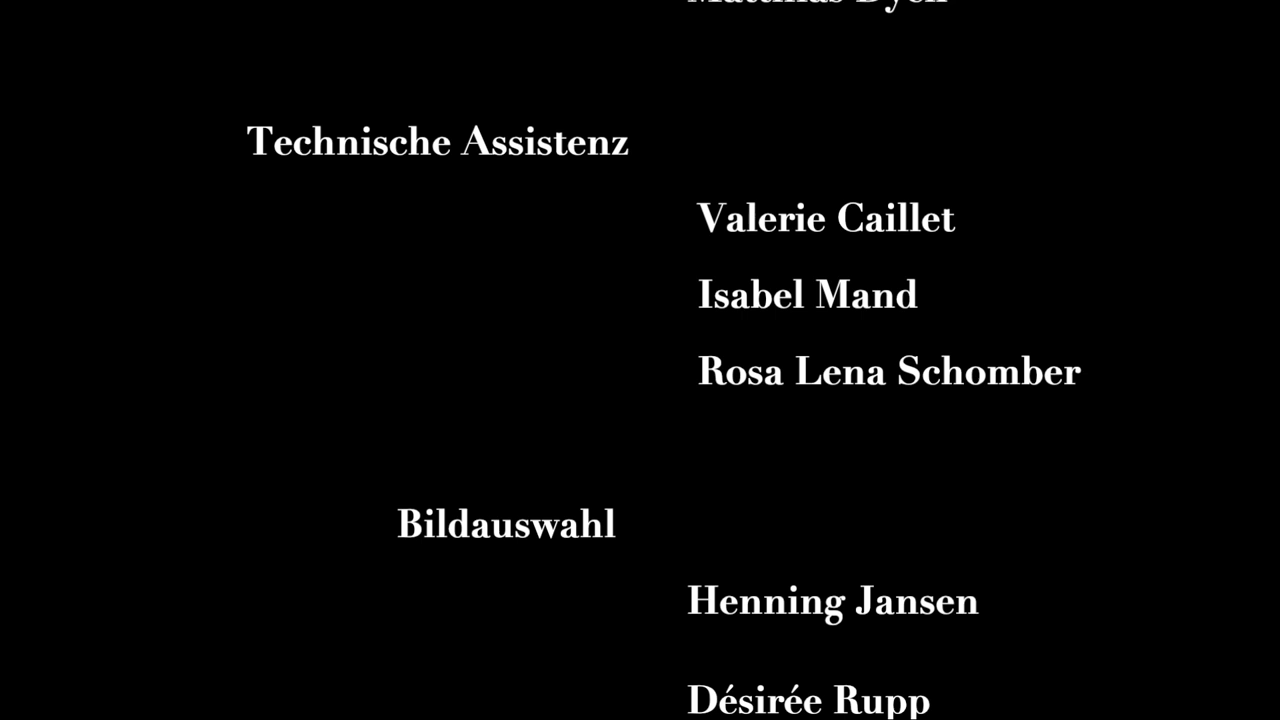 Technische Assistenz
Valerie Caillet
Isabel Mand
Rosa Lena Schomber
Bildauswahl
Henning Jansen
Désirée Rupp